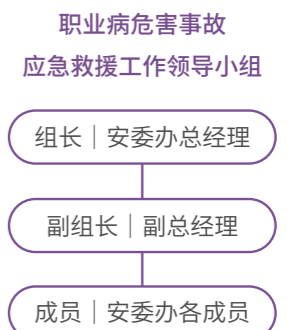 职业病危害事故
应急救援工作领导小组
组长｜安委办总经理
副组长｜副总经理
成员｜安委办各成员